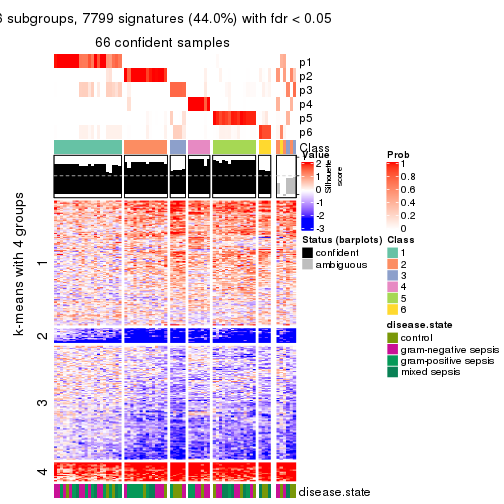 6 subgroups, 7799 signatures (44.0%) with fdr < 0.05
66 confident samples
p1
p2
p3
p4
p5
p6
Class
Silhouette
score
k-means with 4 groups
1
2
3
4
disease.state
Value
2
1
0
-1
-2
-3
Status (barplots)
confident
ambiguous
Prob
1
0.8
0.6
0.4
0.2
0
Class
1
2
3
4
5
6
disease.state
control
gram-negative sepsis
gram-positive sepsis
mixed sepsis